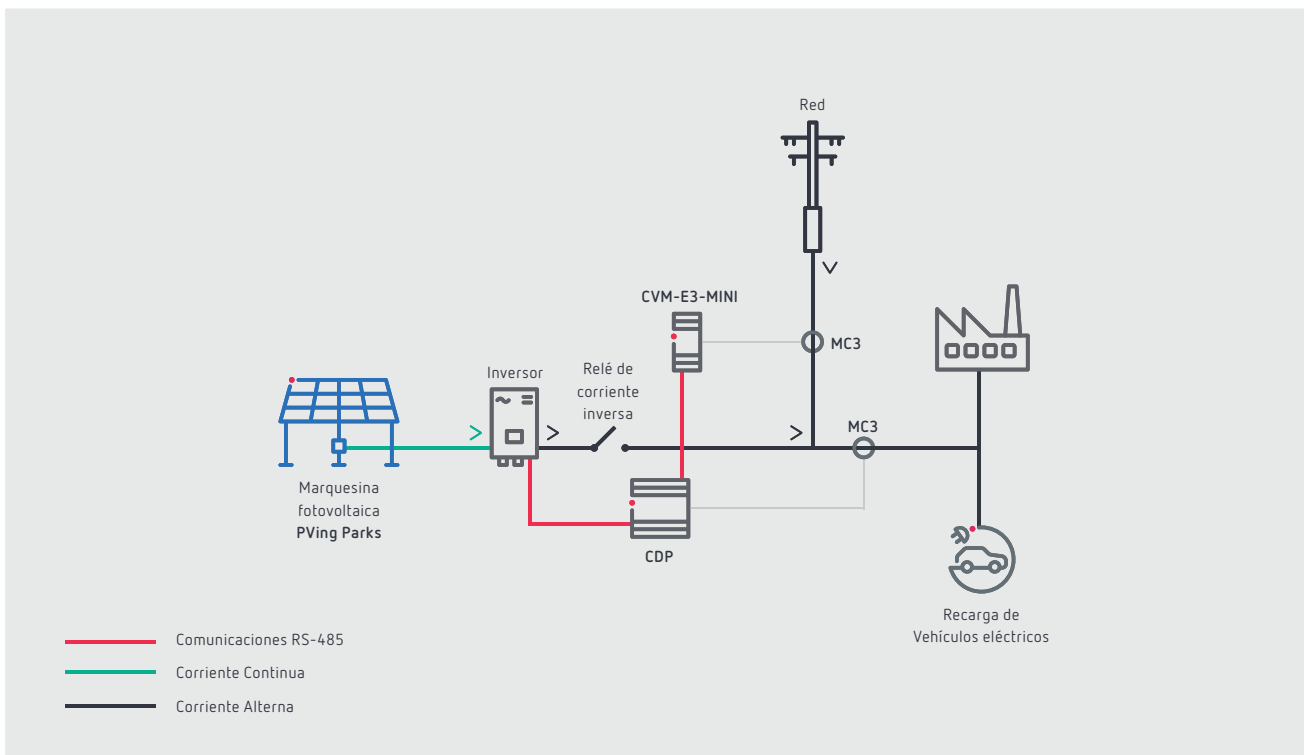 Red
CVM-E3-MINI
MC3
Inversor
Relé de
corriente
inversa
MC3
Marquesina
fotovoltaica
PVing Parks
CDP
Recarga de
Vehículos eléctricos
Comunicaciones RS-485
Corriente Continua
Corriente Alterna